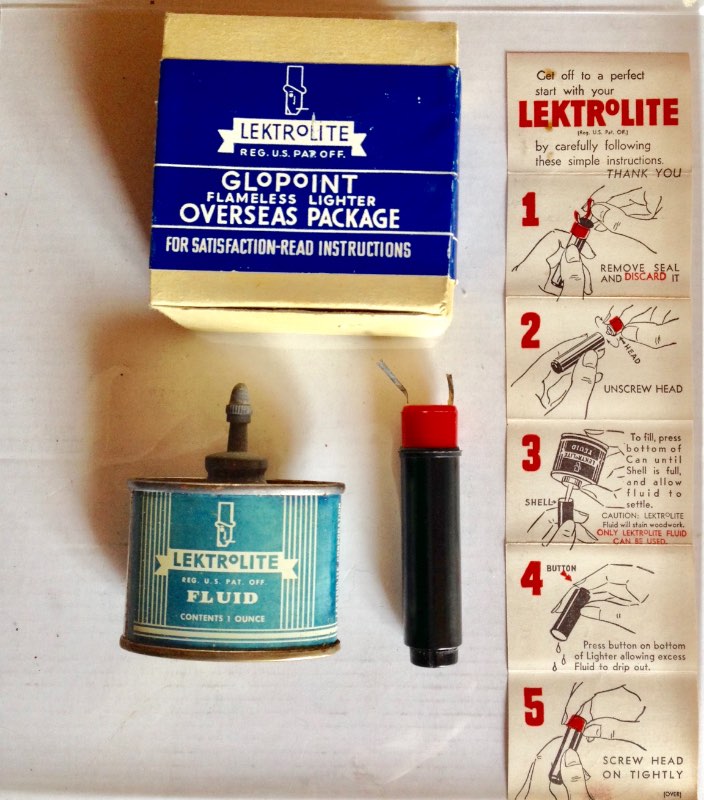 LEKTROLITE
REG. U.S. PAT. OFF.
GLOPOINT
FLAMELESS LIGHTER
OVERSEAS PACKAGE
FOR SATISFACTION-READ INSTRUCTIONS
LEKTROLITE
REG. U.S. PAT. OFF.
FLUID
CONTENTS 1 OUNCE
Get off to a perfect
start with your
LEKTROLITE
(Reg. U.S. Pat. Off.)
by carefully following
these simple instructions.
THANK YOU
1
REMOVE SEAL
AND DISCARD IT
2
HEAD
UNSCREW HEAD
3
To fill, press
bottom of
Can until
Shell is full,
and allow
fluid to
settle.
SHELL
LEKTROLITE
FLUID
CAUTION: LEKTROLITE
Fluid will stain woodwork.
ONLY LEKTROLITE FLUID
CAN BE USED.
4
BUTTON
Press button on bottom
of Lighter allowing excess
Fluid to drip out.
5
SCREW HEAD
ON TIGHTLY
(OVER)